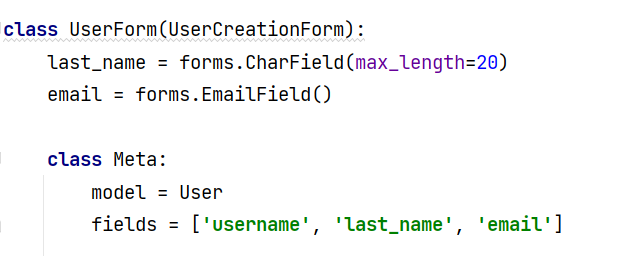 class UserForm(UserCreationForm):
    last_name = forms.CharField(max_length=20)
    email = forms.EmailField()
    class Meta:
        model = User
        fields = ['username', 'last_name', 'email']